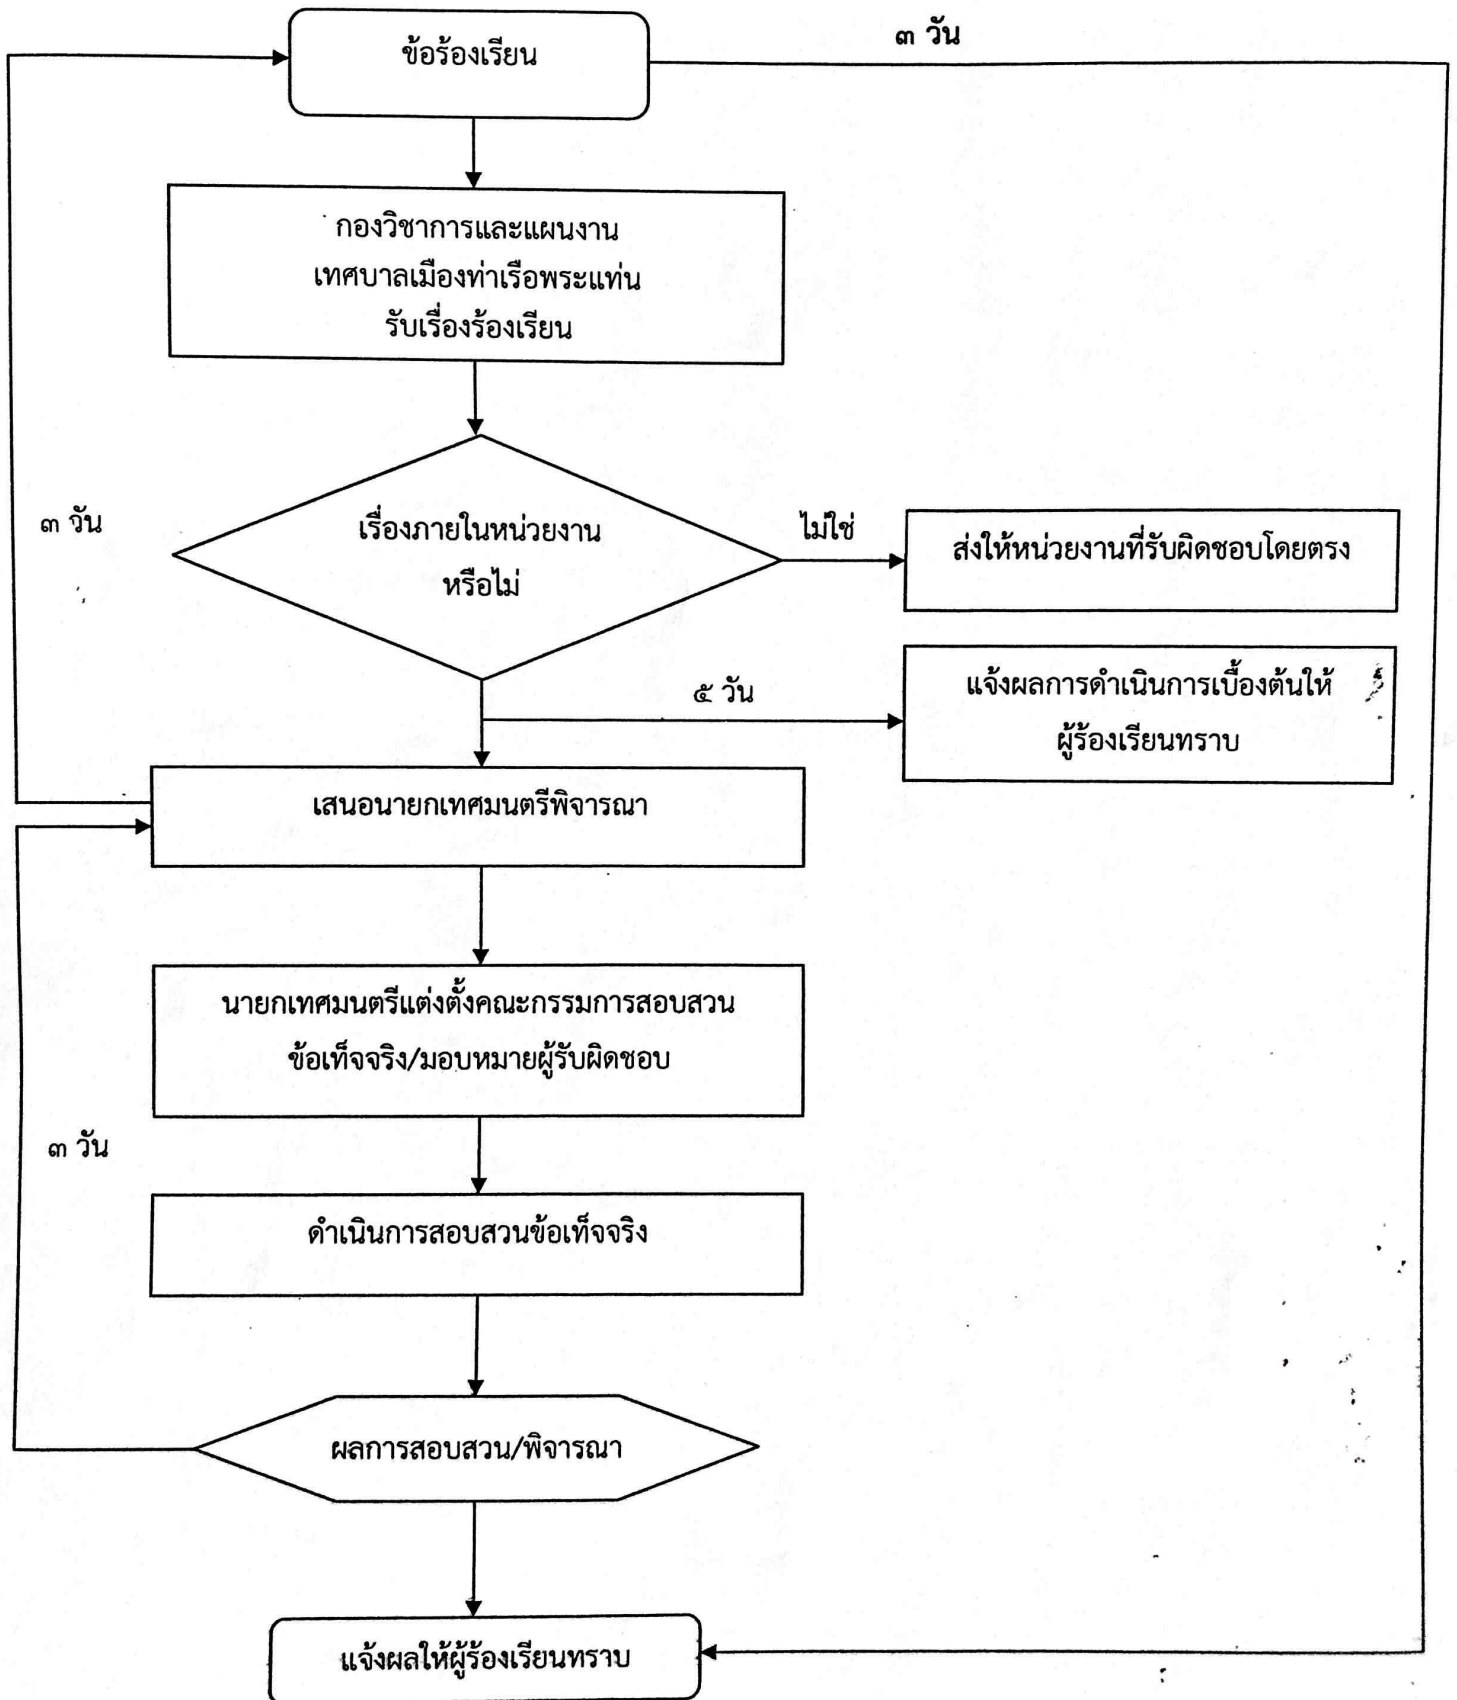 ข้อร้องเรียน
๓ วัน
กองวิชาการและแผนงาน
เทศบาลเมืองท่าเรือพระแท่น
รับเรื่องร้องเรียน
๓ วัน
เรื่องภายในหน่วยงาน
หรือไม่
ไม่ใช่
ส่งให้หน่วยงานที่รับผิดชอบโดยตรง
๕ วัน
แจ้งผลการดำเนินการเบื้องต้นให้
ผู้ร้องเรียนทราบ
เสนอนายกเทศมนตรีพิจารณา
นายกเทศมนตรีแต่งตั้งคณะกรรมการสอบสวน
ข้อเท็จจริง/มอบหมายผู้รับผิดชอบ
๓ วัน
ดำเนินการสอบสวนข้อเท็จจริง
ผลการสอบสวน/พิจารณา
แจ้งผลให้ผู้ร้องเรียนทราบ